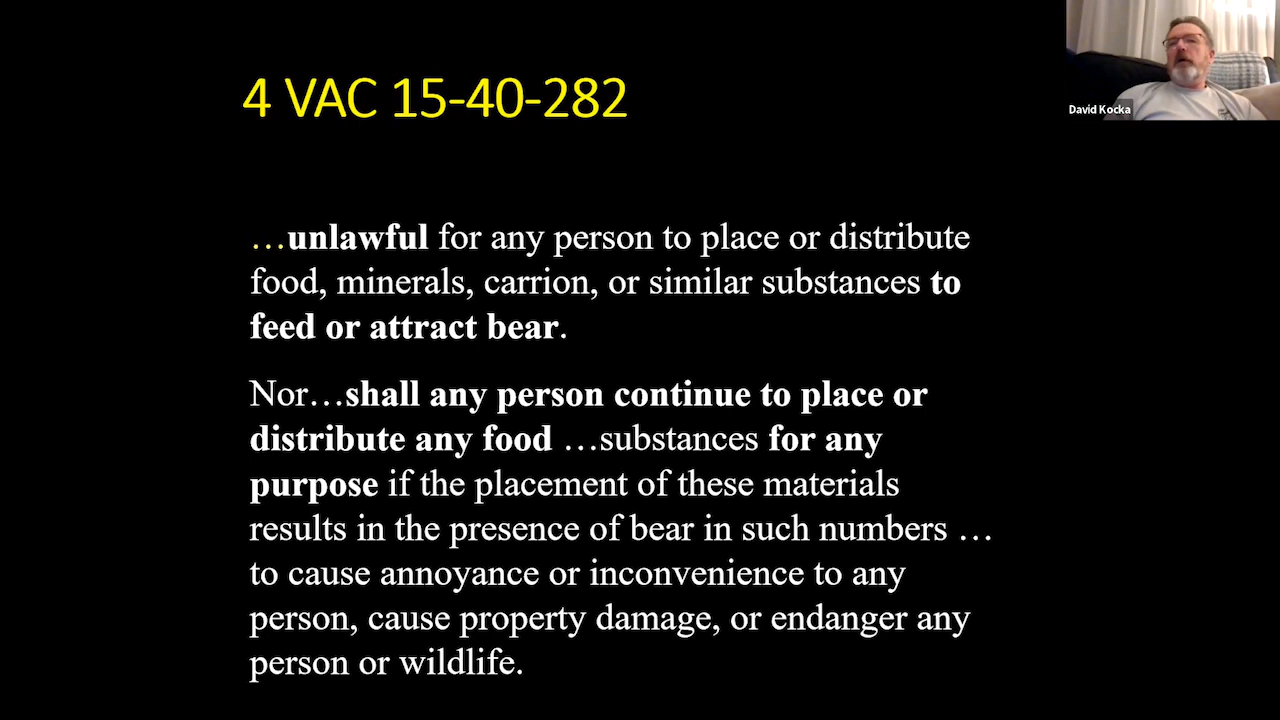 4 VAC 15-40-282
David Kocka
…unlawful for any person to place or distribute
food, minerals, carrion, or similar substances to
feed or attract bear.
Nor…shall any person continue to place or
distribute any food …substances for any
purpose if the placement of these materials
results in the presence of bear in such numbers …
to cause annoyance or inconvenience to any
person, cause property damage, or endanger any
person or wildlife.